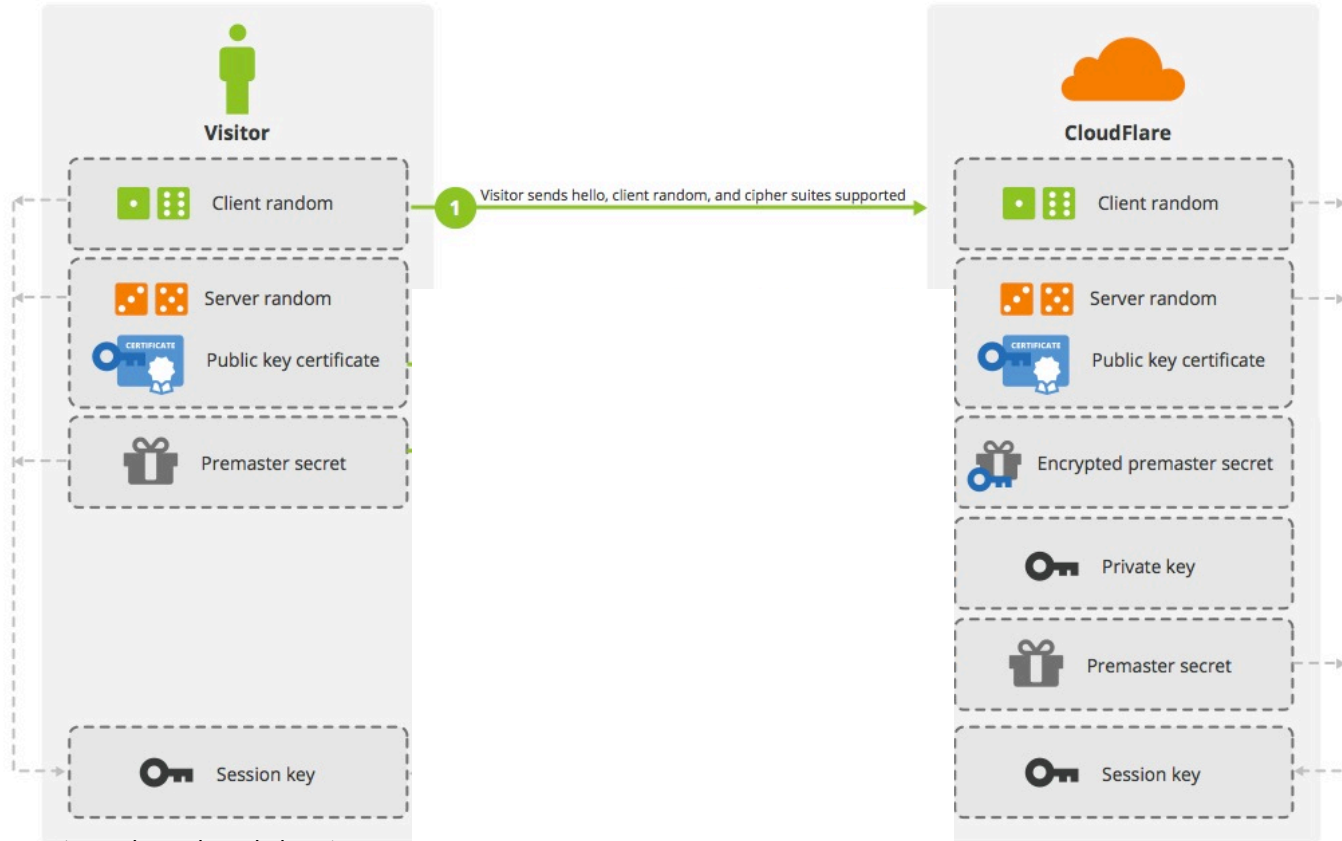 Visitor
CloudFlare
Client random
1
Visitor sends hello, client random, and cipher suites supported
Client random
Server random
Server random
CERTIFICATE
Public key certificate
CERTIFICATE
Public key certificate
Premaster secret
Encrypted premaster secret
Private key
Premaster secret
Session key
Session key